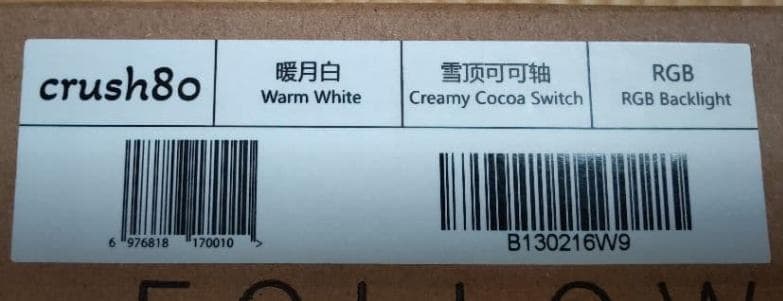 crush80
暖月白
Warm White
雪顶可可轴
Creamy Cocoa Switch
RGB
RGB Backlight
6 976818 170010 >
B130216W9
FOLLOW